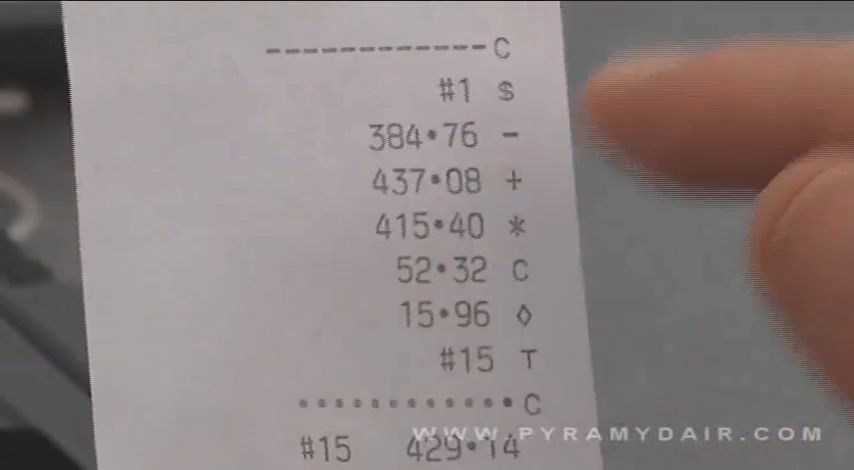 ------------- C
#1 $
384•76 -
437•08 +
415•40 *
52•32 C
15•96 ◊
#15 T
•••••••••••• C
#15 429•14
WWW.PYRAMYDAIR.COM